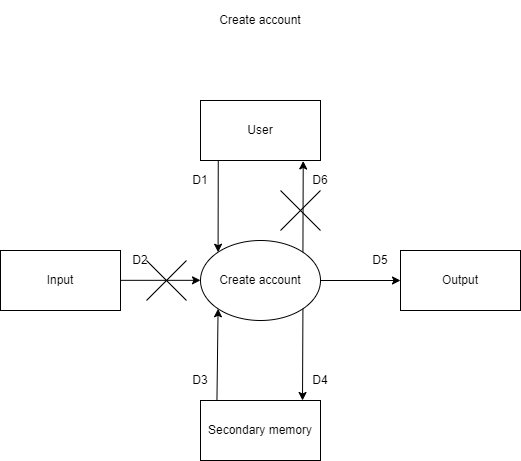 Create account
User
D1
D6
D2
Input
Create account
D5
Output
D3
D4
Secondary memory